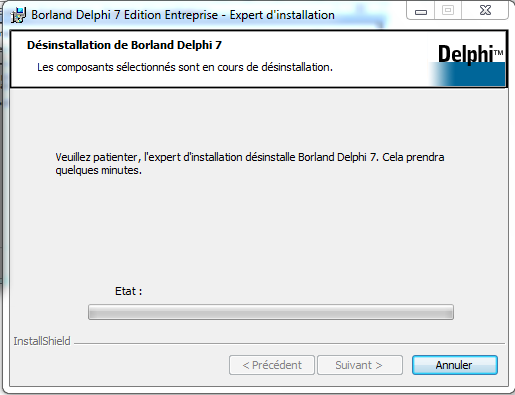 Borland Delphi 7 Edition Entreprise - Expert d'installation
Désinstallation de Borland Delphi 7
Les composants sélectionnés sont en cours de désinstallation.
Delphi™
Veuillez patienter, l'expert d'installation désinstalle Borland Delphi 7. Cela prendra
quelques minutes.
Etat :
InstallShield
< Précédent
Suivant >
Annuler